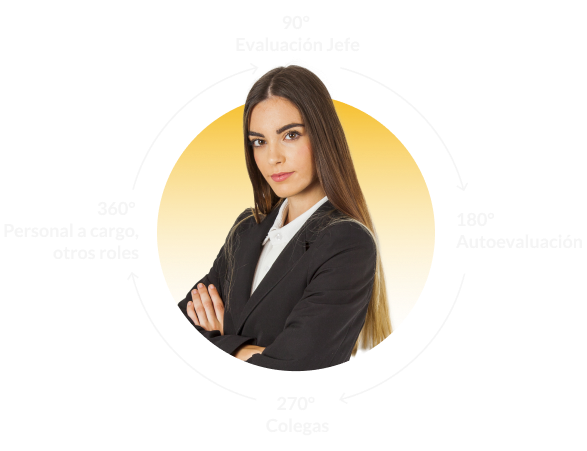 90°
Evaluación Jefe
360°
Personal a cargo,
otros roles
180°
Autoevaluación
270°
Colegas